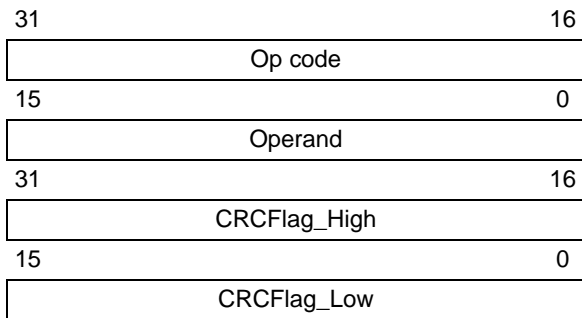 31 16
Op code
15 0
Operand
31 16
CRCFlag_High
15 0
CRCFlag_Low